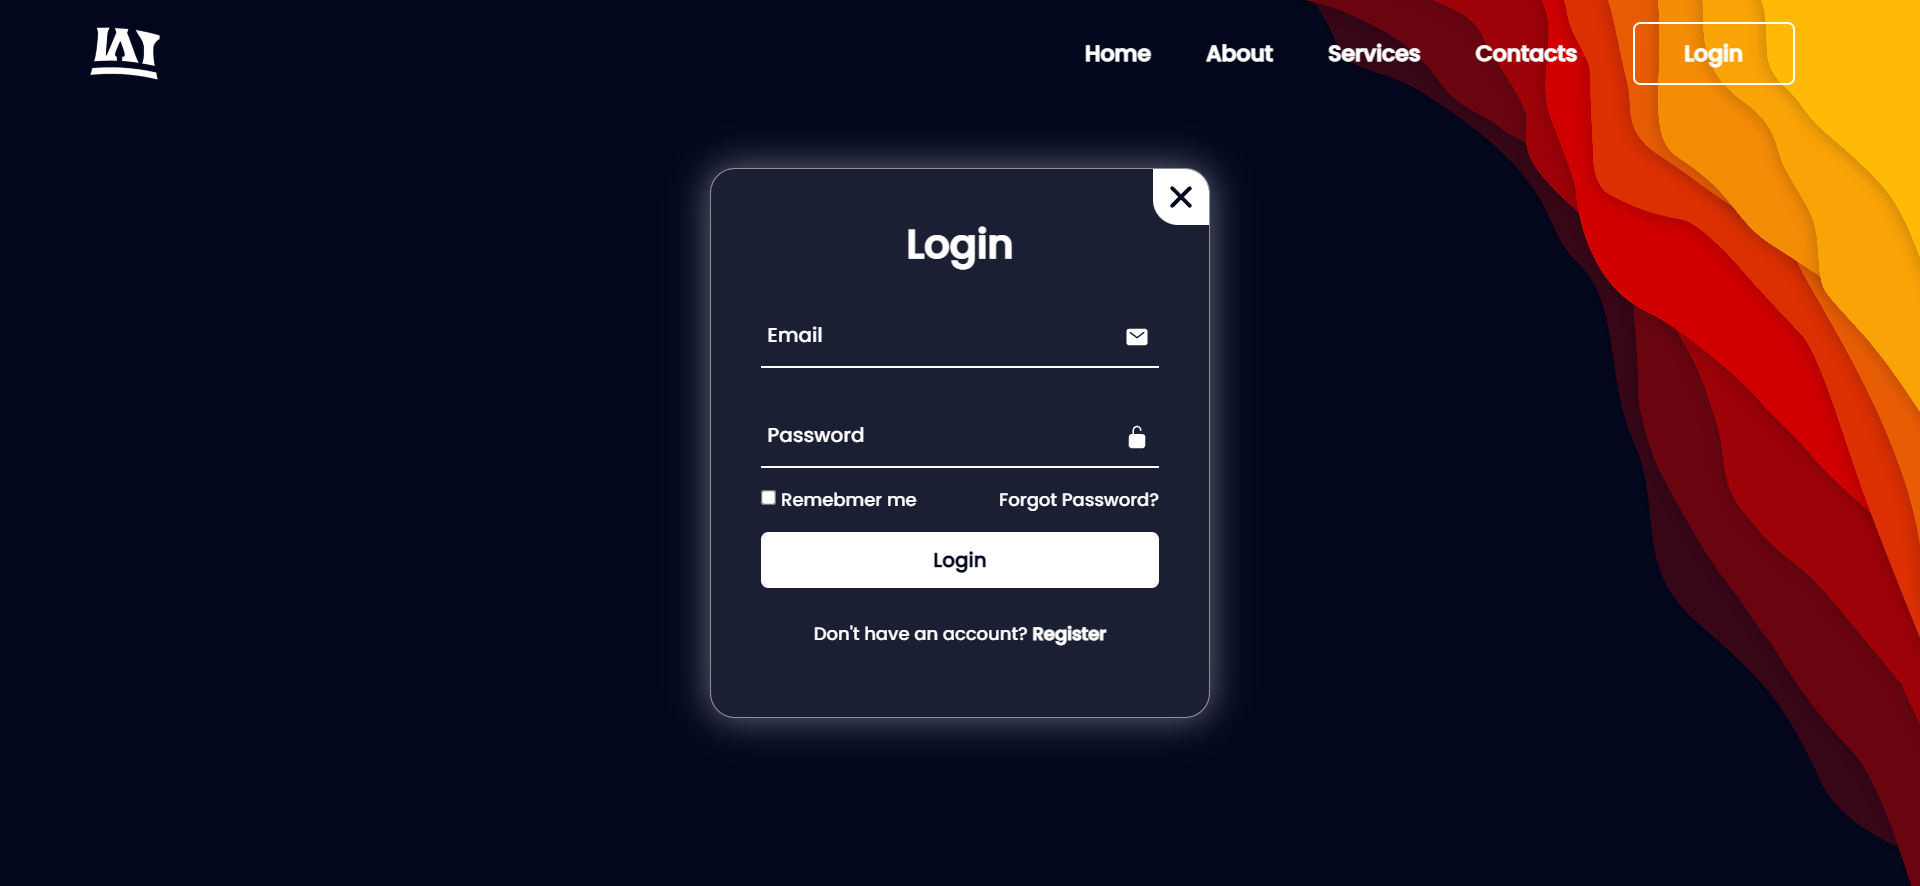 Home About Services Contacts Login
Login
Email
Password
Remebmer me Forgot Password?
Login
Don't have an account? Register